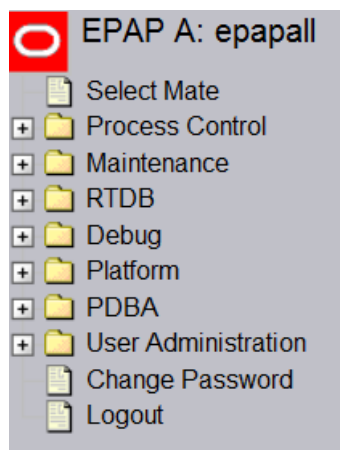 EPAP A: epapall
Select Mate
Process Control
Maintenance
RTDB
Debug
Platform
PDBA
User Administration
Change Password
Logout